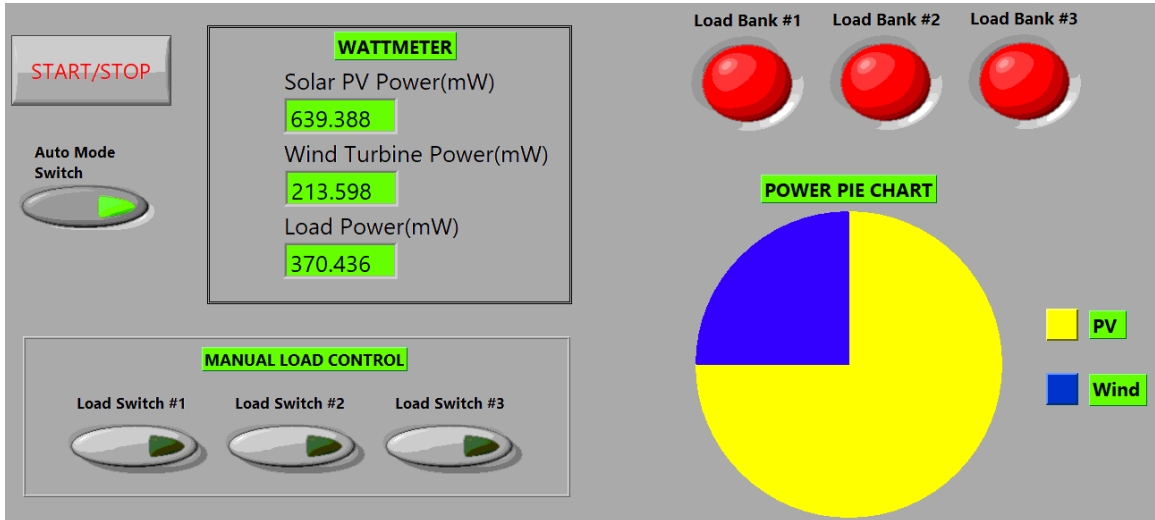 START/STOP
Auto Mode
Switch
WATTMETER
Solar PV Power(mW)
639.388
Wind Turbine Power(mW)
213.598
Load Power(mW)
370.436
MANUAL LOAD CONTROL
Load Switch #1 Load Switch #2 Load Switch #3
Load Bank #1 Load Bank #2 Load Bank #3
POWER PIE CHART
PV
Wind